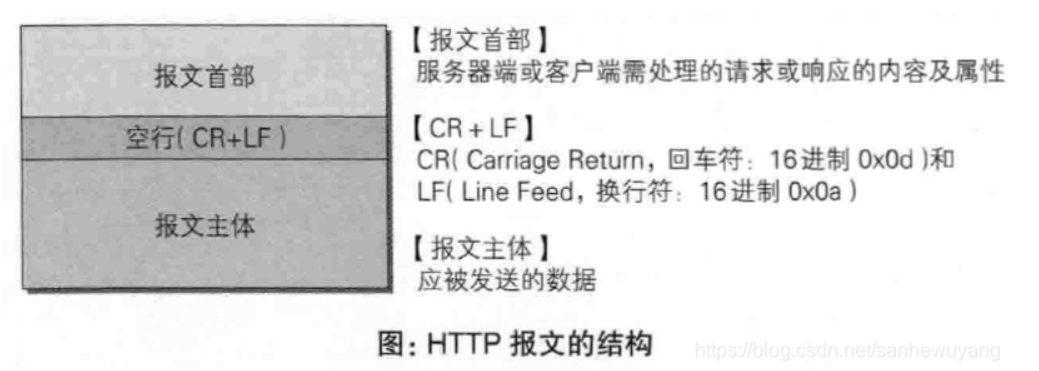 报文首部
空行( CR+LF )
报文主体
【报文首部】
服务器端或客户端需处理的请求或响应的内容及属性
【CR + LF】
CR( Carriage Return，回车符：16进制 0x0d )和
LF( Line Feed，换行符：16进制 0x0a )
【报文主体】
应被发送的数据
图：HTTP 报文的结构
https://blog.csdn.net/sanhewuyang